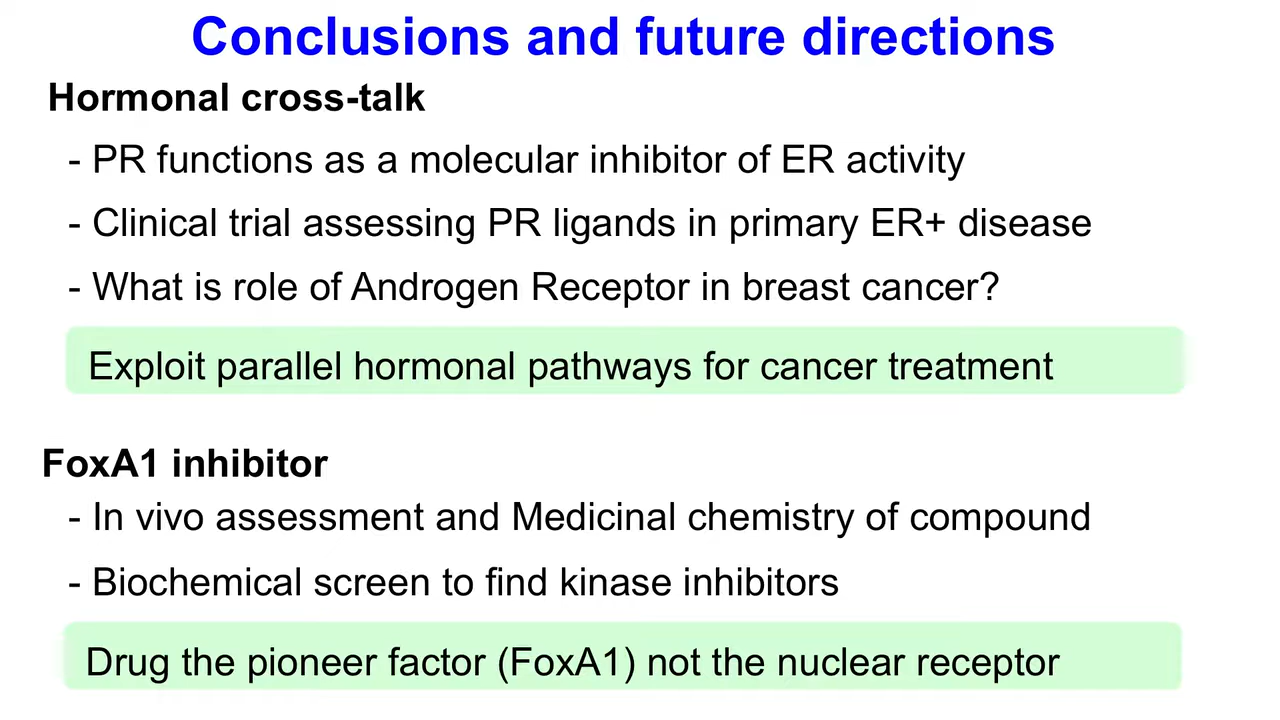 Conclusions and future directions
Hormonal cross-talk
- PR functions as a molecular inhibitor of ER activity
- Clinical trial assessing PR ligands in primary ER+ disease
- What is role of Androgen Receptor in breast cancer?
Exploit parallel hormonal pathways for cancer treatment
FoxA1 inhibitor
- In vivo assessment and Medicinal chemistry of compound
- Biochemical screen to find kinase inhibitors
Drug the pioneer factor (FoxA1) not the nuclear receptor